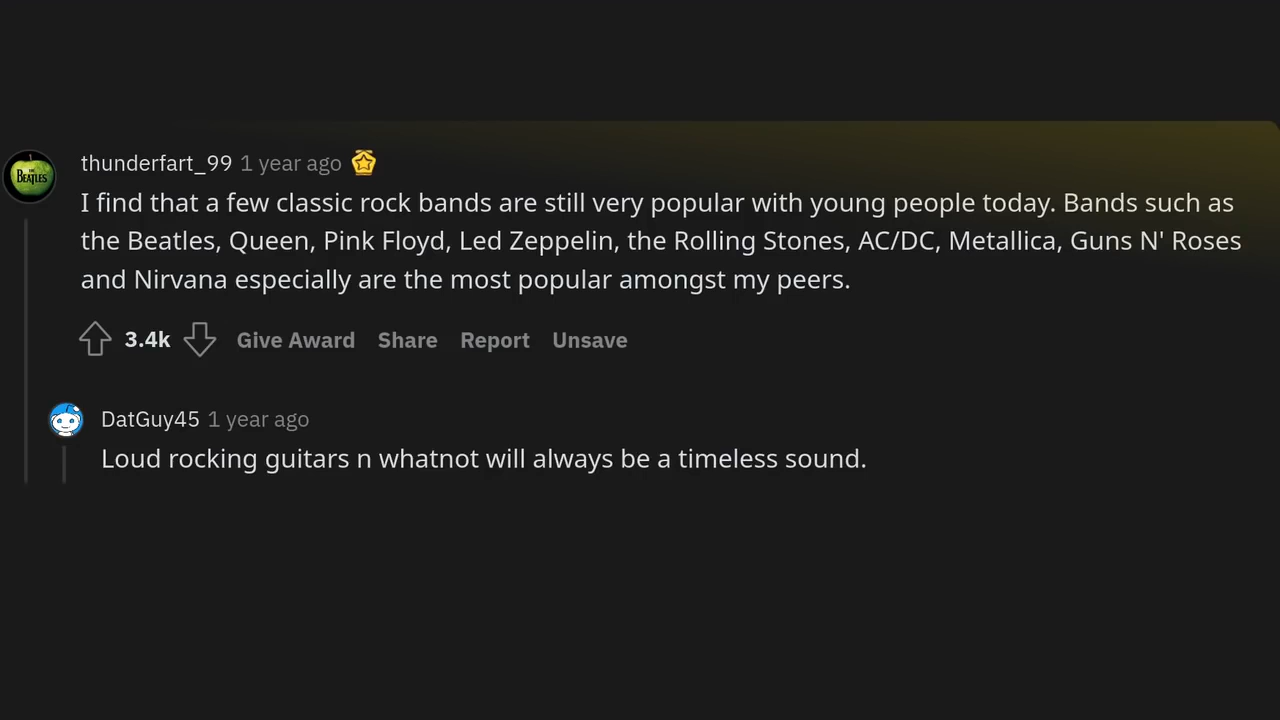 thunderfart_99 1 year ago
I find that a few classic rock bands are still very popular with young people today. Bands such as
the Beatles, Queen, Pink Floyd, Led Zeppelin, the Rolling Stones, AC/DC, Metallica, Guns N' Roses
and Nirvana especially are the most popular amongst my peers.
3.4k Give Award Share Report Unsave
DatGuy45 1 year ago
Loud rocking guitars n whatnot will always be a timeless sound.
THE
BEATLES